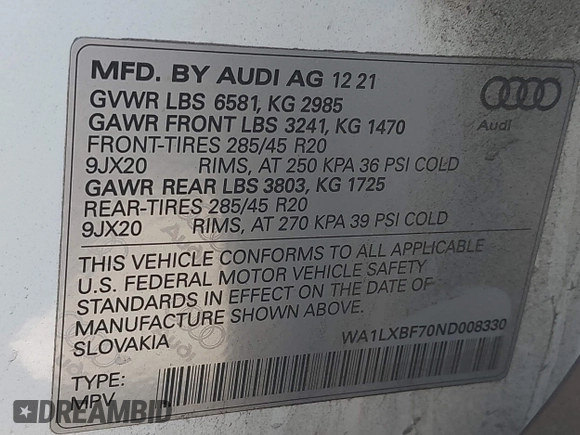 MFD. BY AUDI AG 12 21
GVWR LBS 6581, KG 2985
GAWR FRONT LBS 3241, KG 1470
FRONT-TIRES 285/45 R20
9JX20 RIMS, AT 250 KPA 36 PSI COLD
GAWR REAR LBS 3803, KG 1725
REAR-TIRES 285/45 R20
9JX20 RIMS, AT 270 KPA 39 PSI COLD
Audi
THIS VEHICLE CONFORMS TO ALL APPLICABLE
U.S. FEDERAL MOTOR VEHICLE SAFETY
STANDARDS IN EFFECT ON THE DATE OF
MANUFACTURE SHOWN ABOVE.
SLOVAKIA
WA1LXBF70ND008330
TYPE:
MPV
DREAMBID